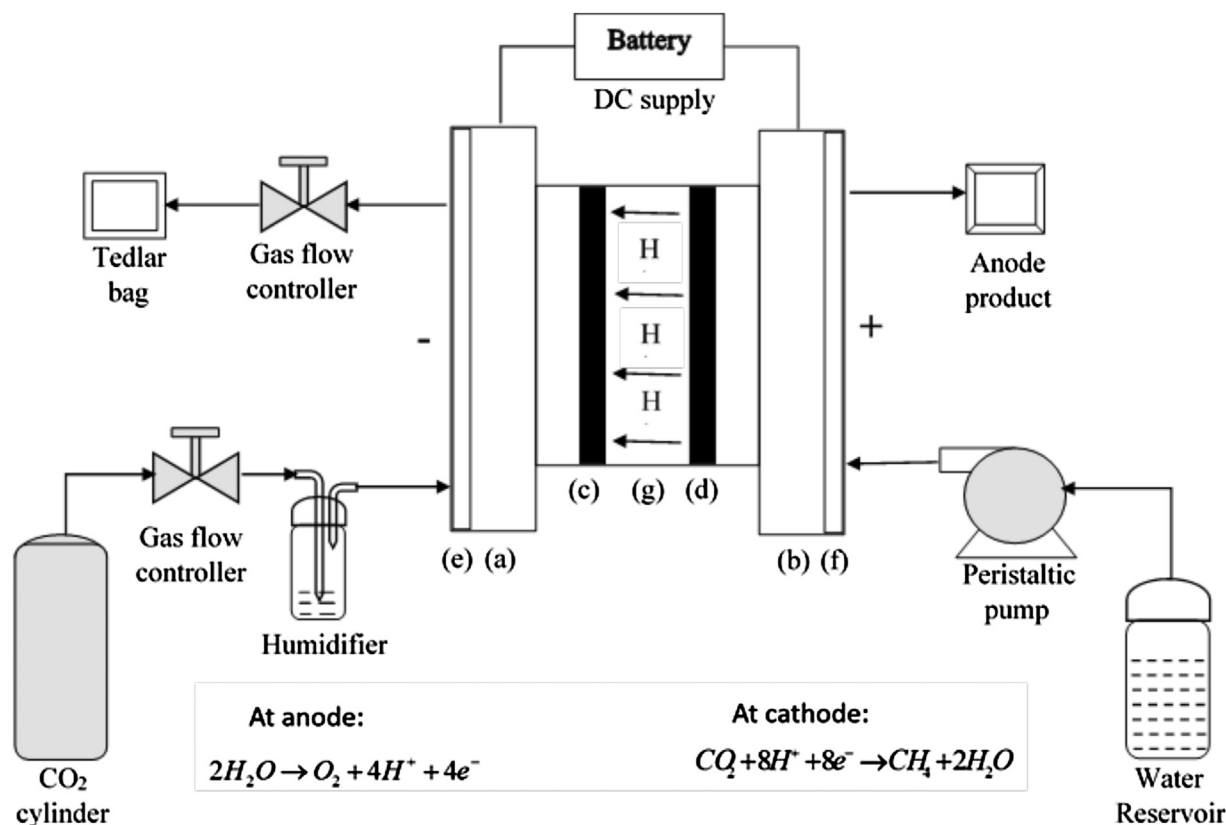 Battery
DC supply
Tedlar
bag
Gas flow
controller
H
H
H
Anode
product
-
+
(c) (g) (d)
Gas flow
controller
Humidifier
(e) (a)
(b) (f)
Peristaltic
pump
At anode:
2H₂O → O₂ + 4H⁺ + 4e⁻
At cathode:
CO₂+8H⁺ +8e⁻ →CH₄ +2H₂O
CO₂
cylinder
Water
Reservoir